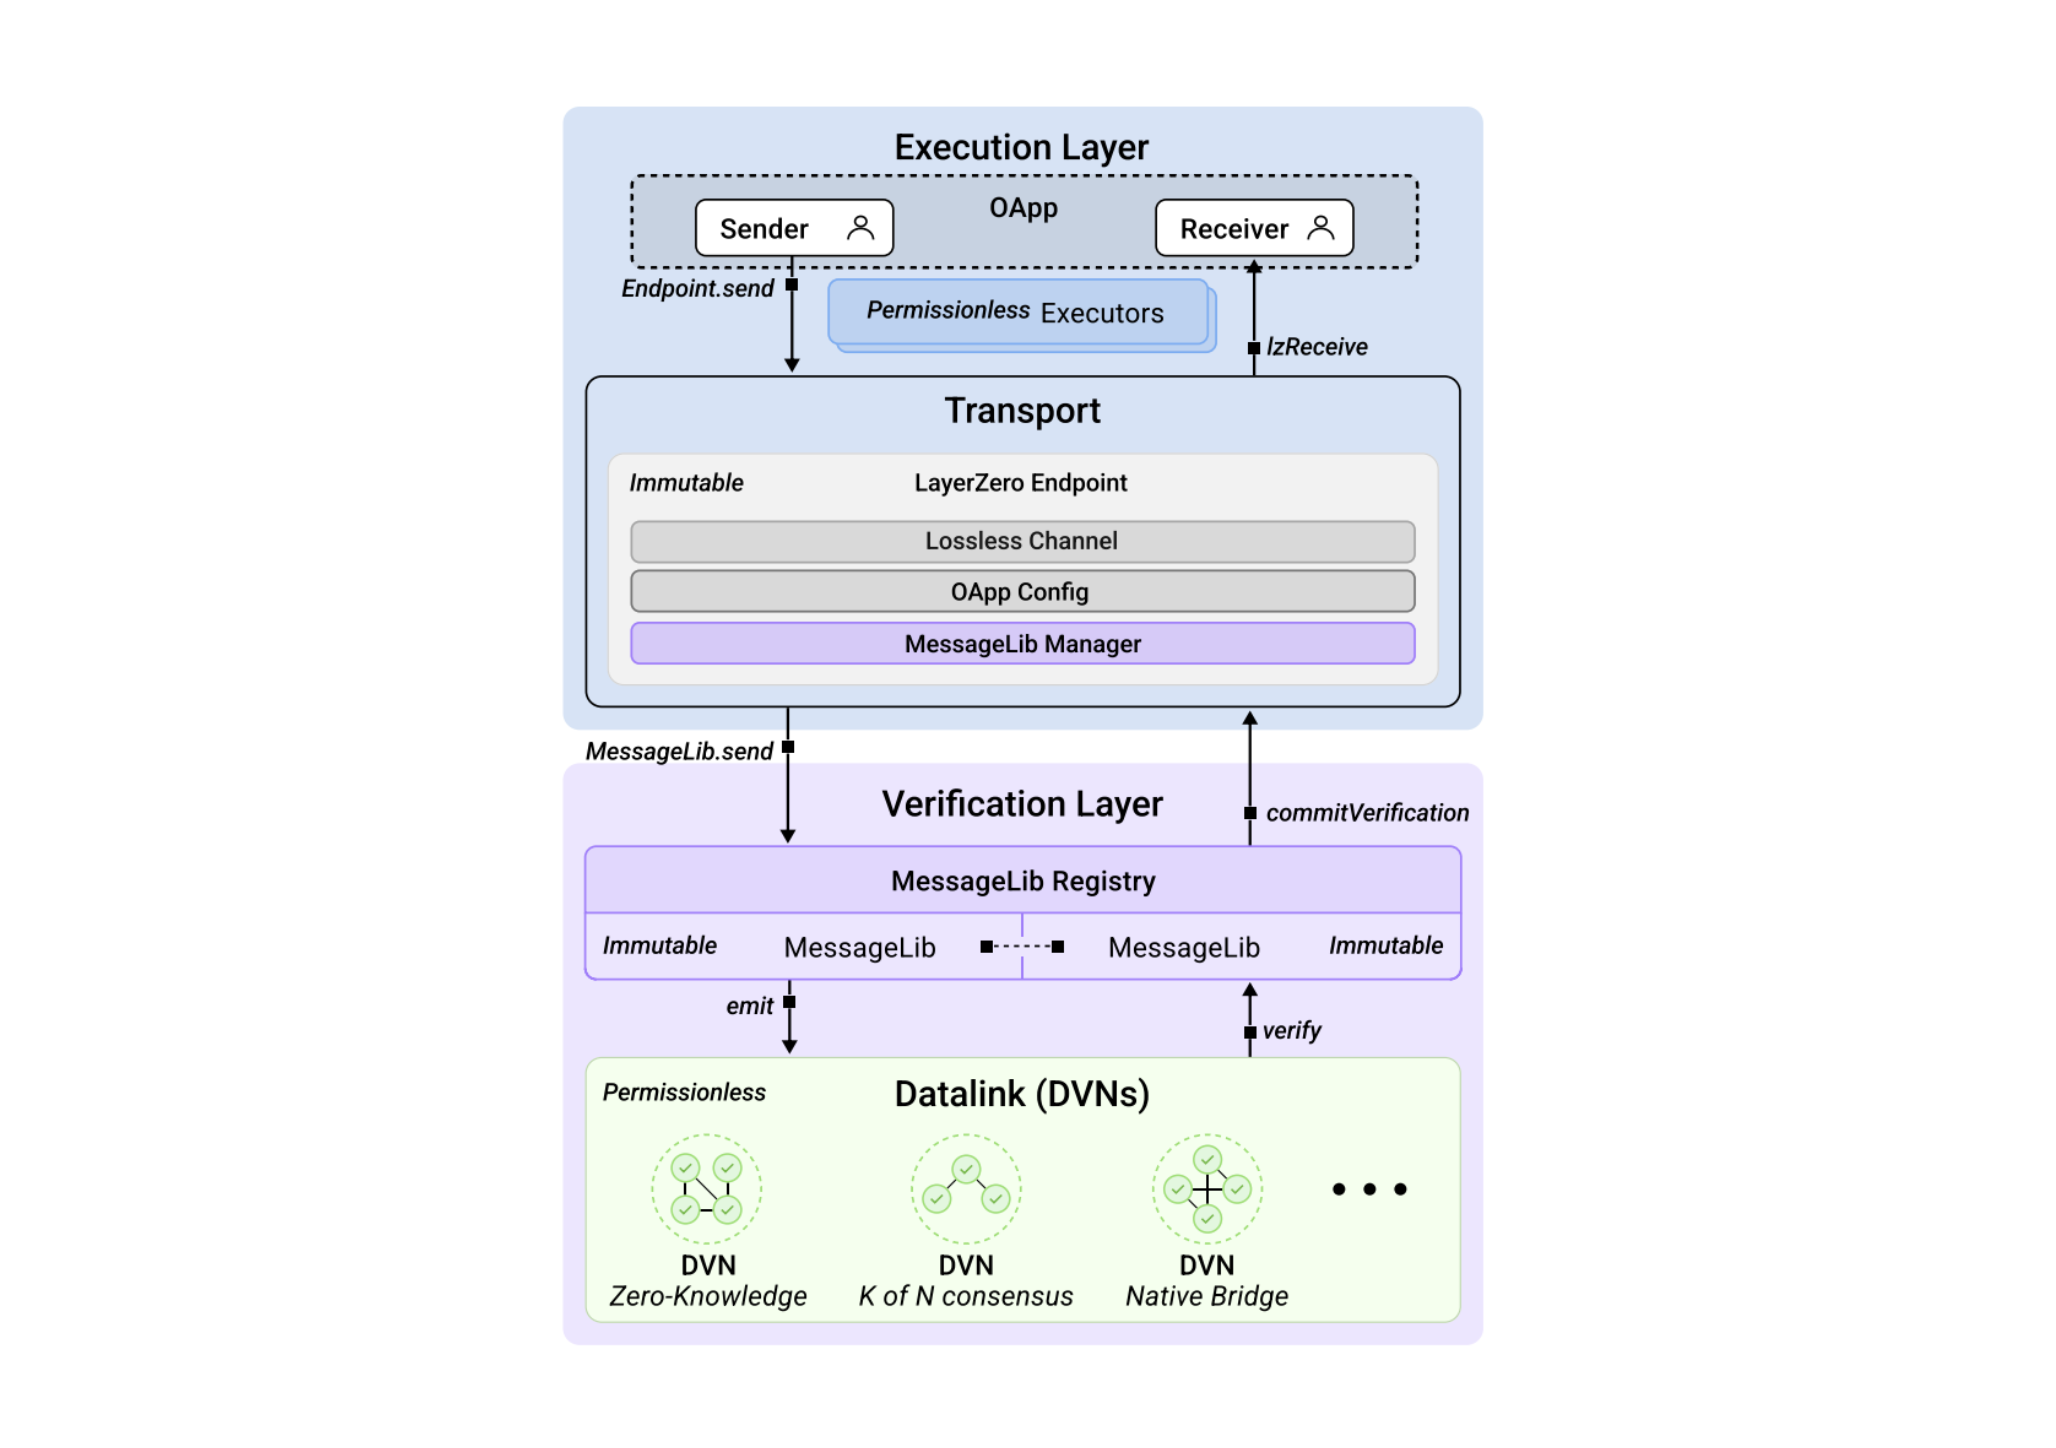 Execution Layer
OApp
Sender
Receiver
Endpoint.send
Permissionless Executors
lzReceive
Transport
Immutable
LayerZero Endpoint
Lossless Channel
OApp Config
MessageLib Manager
MessageLib.send
Verification Layer
commitVerification
MessageLib Registry
Immutable
MessageLib
MessageLib
Immutable
emit
verify
Permissionless
Datalink (DVNs)
DVN
Zero-Knowledge
DVN
K of N consensus
DVN
Native Bridge